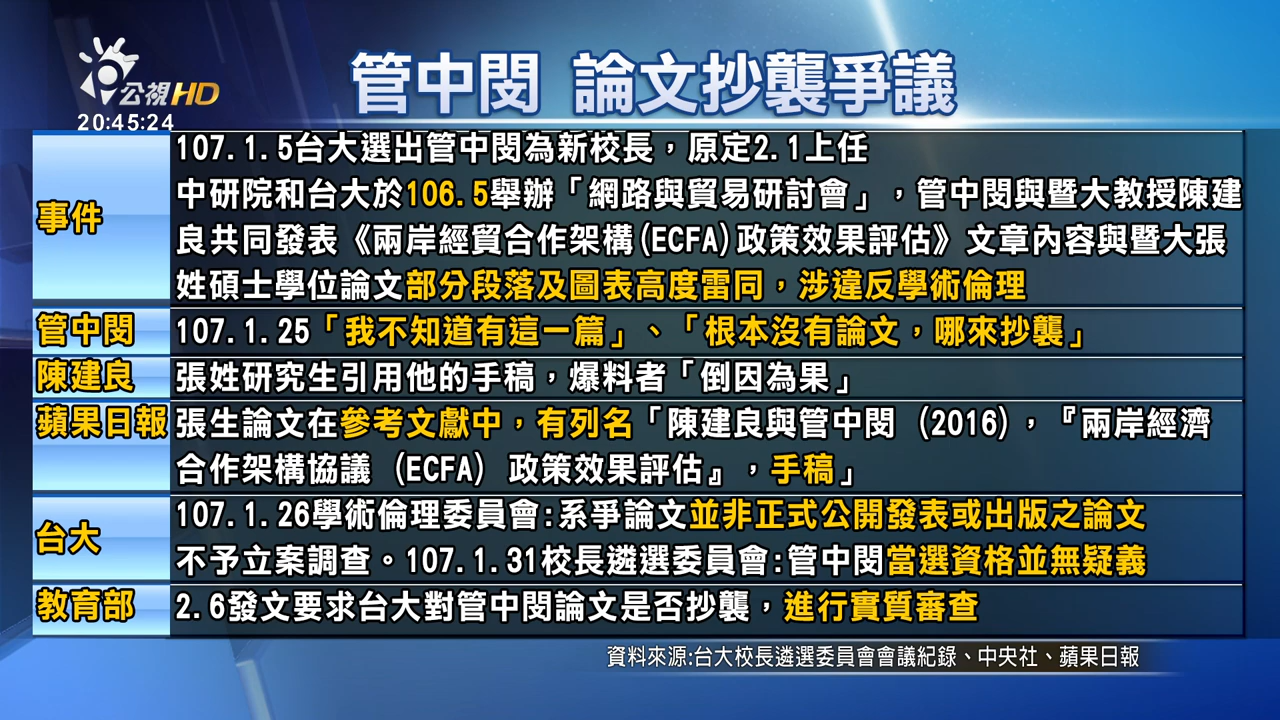 公視HD
20:45:24
管中閔 論文抄襲爭議
事件
107.1.5台大選出管中閔為新校長，原定2.1上任
中研院和台大於106.5舉辦「網路與貿易研討會」，管中閔與暨大教授陳建
良共同發表《兩岸經貿合作架構(ECFA)政策效果評估》文章內容與暨大張
姓碩士學位論文部分段落及圖表高度雷同，涉違反學術倫理
管中閔
107.1.25「我不知道有這一篇」、「根本沒有論文，哪來抄襲」
陳建良
張姓研究生引用他的手稿，爆料者「倒因為果」
蘋果日報
張生論文在參考文獻中，有列名「陳建良與管中閔 (2016)，『兩岸經濟
合作架構協議 (ECFA) 政策效果評估』，手稿」
台大
107.1.26學術倫理委員會:系爭論文並非正式公開發表或出版之論文
不予立案調查。107.1.31校長遴選委員會:管中閔當選資格並無疑義
教育部
2.6發文要求台大對管中閔論文是否抄襲，進行實質審查
資料來源:台大校長遴選委員會會議紀錄、中央社、蘋果日報